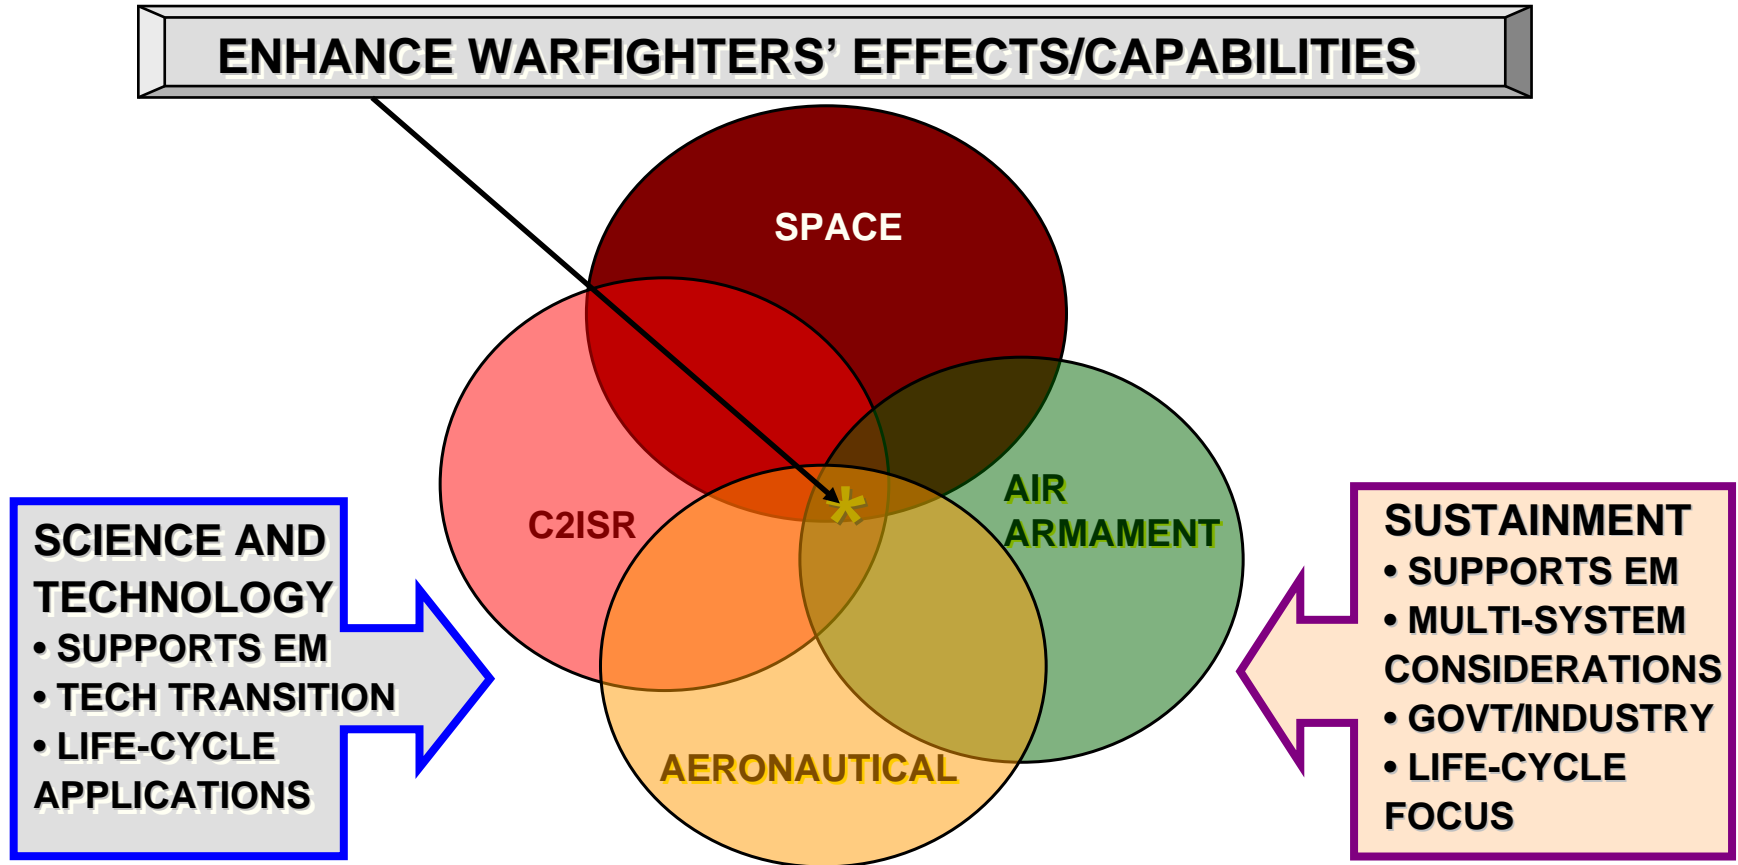 ENHANCE WARFIGHTERS’ EFFECTS/CAPABILITIES
SPACE
C2ISR
AIR
ARMAMENT
*
AERONAUTICAL
SCIENCE AND
TECHNOLOGY
• SUPPORTS EM
• TECH TRANSITION
• LIFE-CYCLE
APPLICATIONS
SUSTAINMENT
• SUPPORTS EM
• MULTI-SYSTEM
CONSIDERATIONS
• GOVT/INDUSTRY
• LIFE-CYCLE
FOCUS